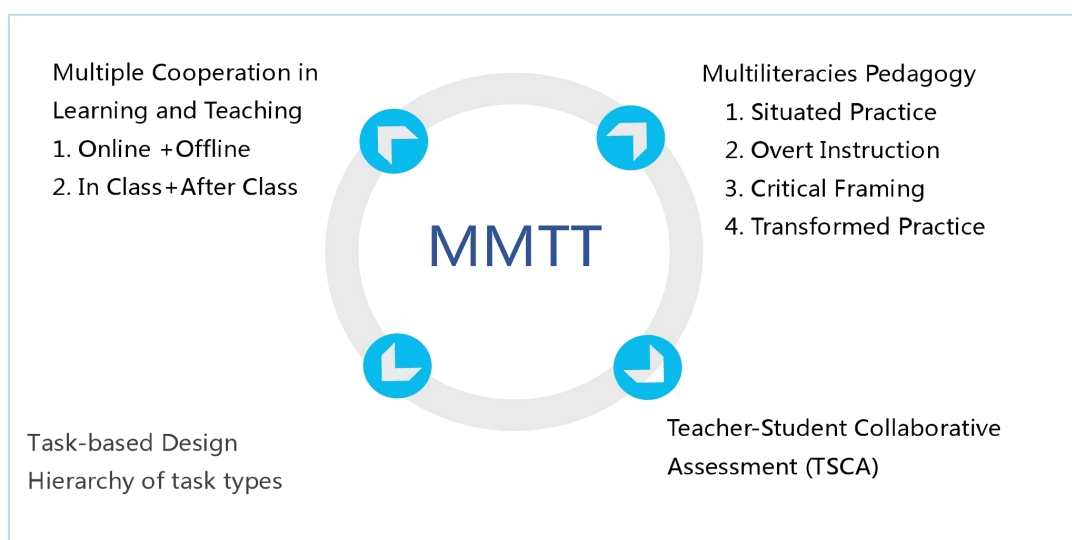 Multiple Cooperation in
Learning and Teaching
1. Online +Offline
2. In Class+After Class
Multiliteracies Pedagogy
1. Situated Practice
2. Overt Instruction
3. Critical Framing
4. Transformed Practice
MMTT
Task-based Design
Hierarchy of task types
Teacher-Student Collaborative
Assessment (TSCA)